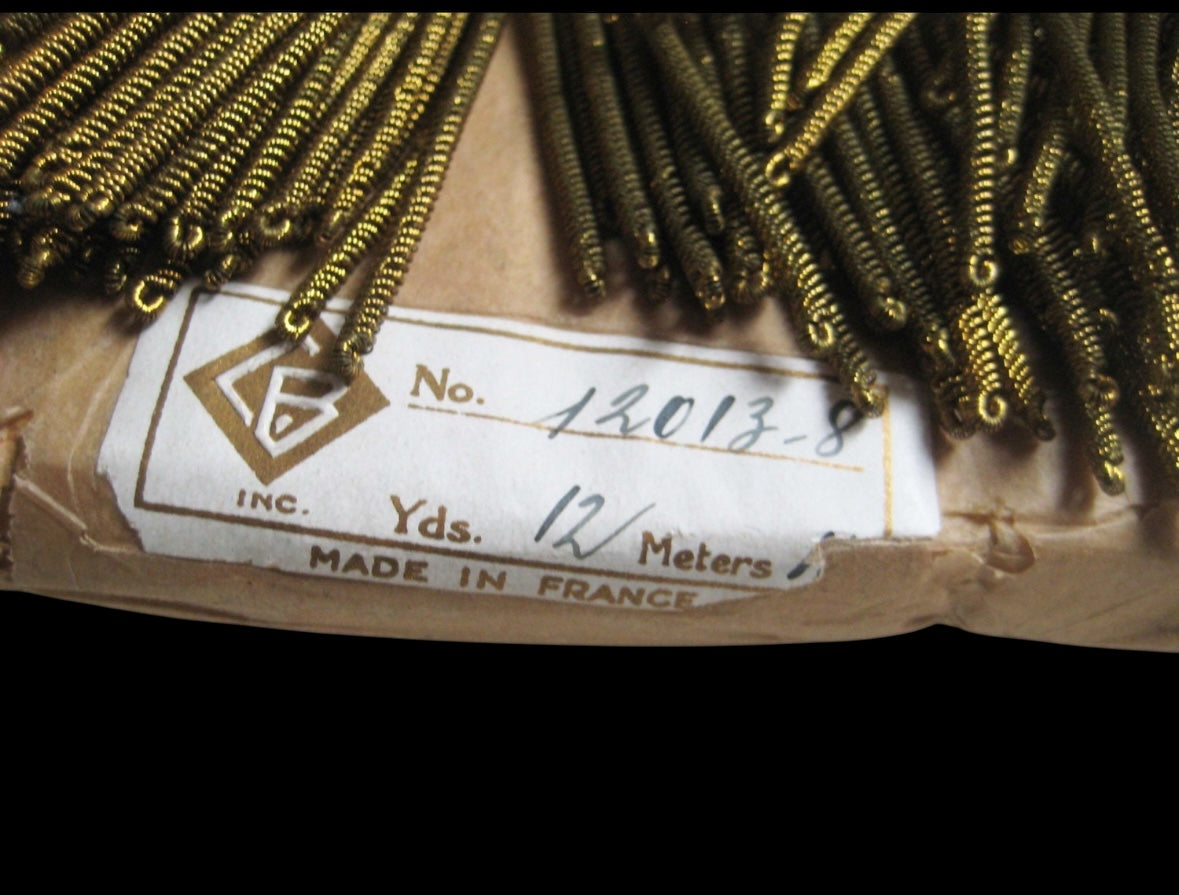 CB
INC.
No. 12013-8
Yds. 12 Meters
MADE IN FRANCE